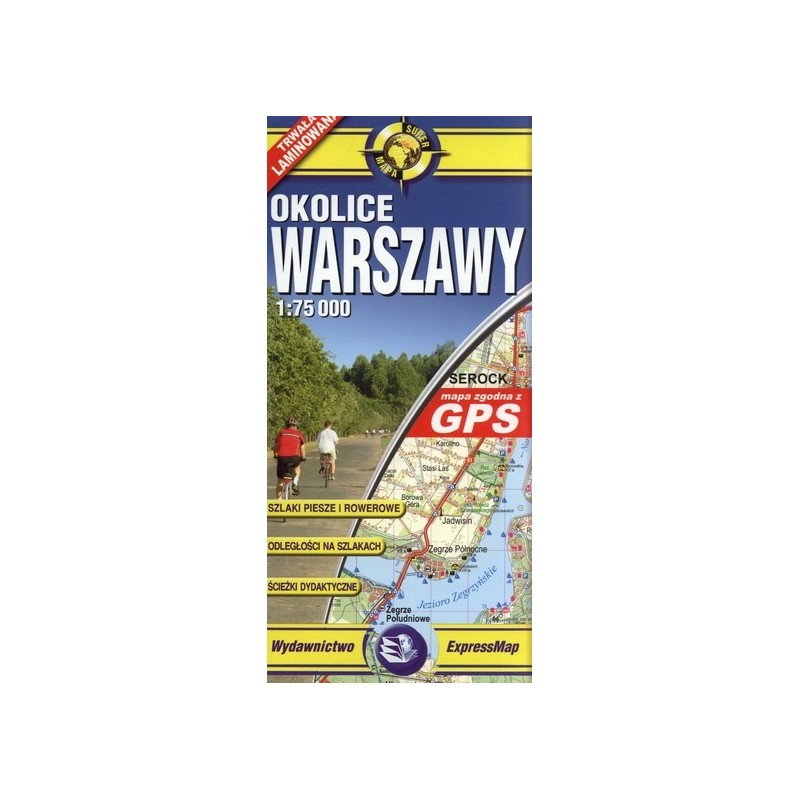 TRWAŁA
LAMINOWANA
SUPER
MAPA
OKOLICE
WARSZAWY
1:75 000
SEROCK
mapa zgodna z
GPS
Karolino
Stasi Las
Borowa
Góra
Jadwisin
SZLAKI PIESZE I ROWEROWE
ODLEGŁOŚCI NA SZLAKACH
Zegrze Północne
ŚCIEŻKI DYDAKTYCZNE
Jezioro Zegrzyńskie
Zegrze
Południowe
Wydawnictwo
ExpressMap